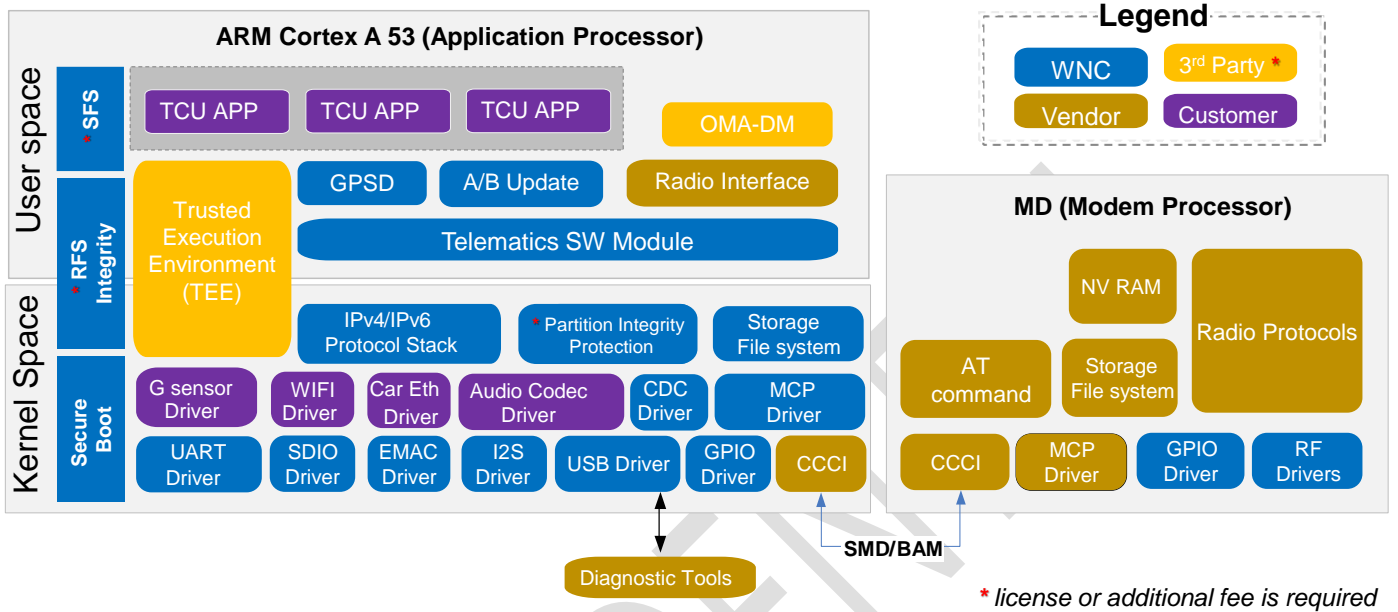 ARM Cortex A 53 (Application Processor)
User space
* SFS
TCU APP
TCU APP
TCU APP
OMA-DM
* RFS
Integrity
Trusted
Execution
Environment
(TEE)
GPSD
A/B Update
Radio Interface
Telematics SW Module
Kernel Space
IPv4/IPv6
Protocol Stack
* Partition Integrity
Protection
Storage
File system
Secure
Boot
G sensor
Driver
WIFI
Driver
Car Eth
Driver
Audio Codec
Driver
CDC
Driver
MCP
Driver
UART
Driver
SDIO
Driver
EMAC
Driver
I2S
Driver
USB Driver
GPIO
Driver
CCCI
Diagnostic Tools
SMD/BAM
Legend
WNC
3rd Party *
Vendor
Customer
MD (Modem Processor)
NV RAM
Radio Protocols
AT
command
Storage
File system
CCCI
MCP
Driver
GPIO
Driver
RF
Drivers
* license or additional fee is required